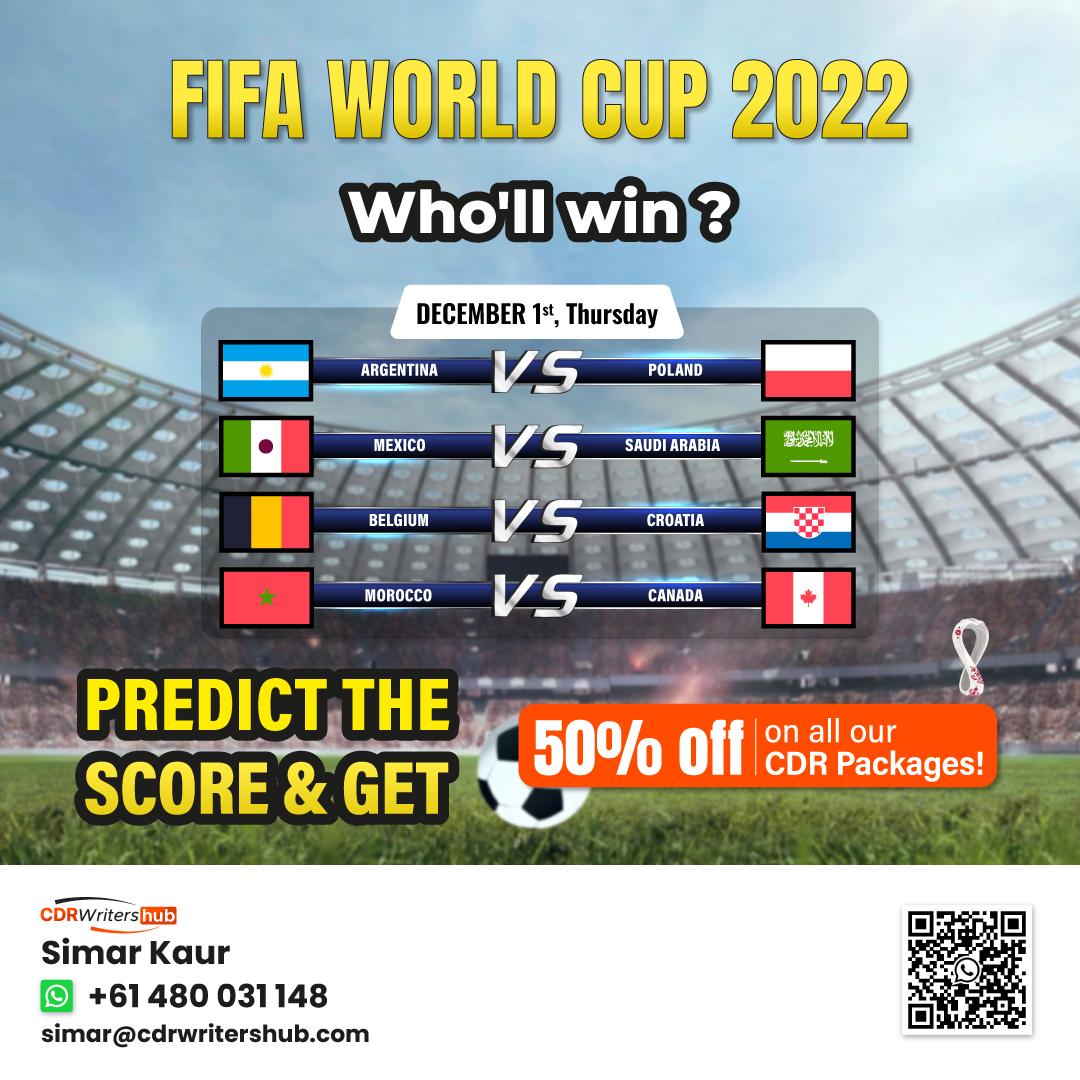 FIFA WORLD CUP 2022
Who'll win ?
DECEMBER 1st, Thursday
ARGENTINA VS POLAND
MEXICO VS SAUDI ARABIA
BELGIUM VS CROATIA
MOROCCO VS CANADA
PREDICT THE
SCORE & GET
50% off
on all our
CDR Packages!
CDRWritershub
Simar Kaur
+61 480 031 148
simar@cdrwritershub.com